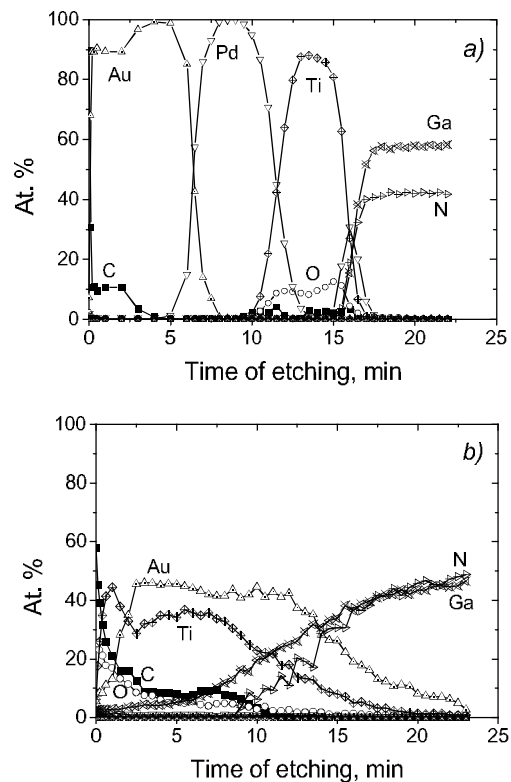 a)
100
80
60
40
20
0
At. %
Au
Pd
Ti
Ga
N
C
O
0 5 10 15 20 25
Time of etching, min
b)
100
80
60
40
20
0
At. %
Au
N
Ga
Ti
C
O
0 5 10 15 20 25
Time of etching, min